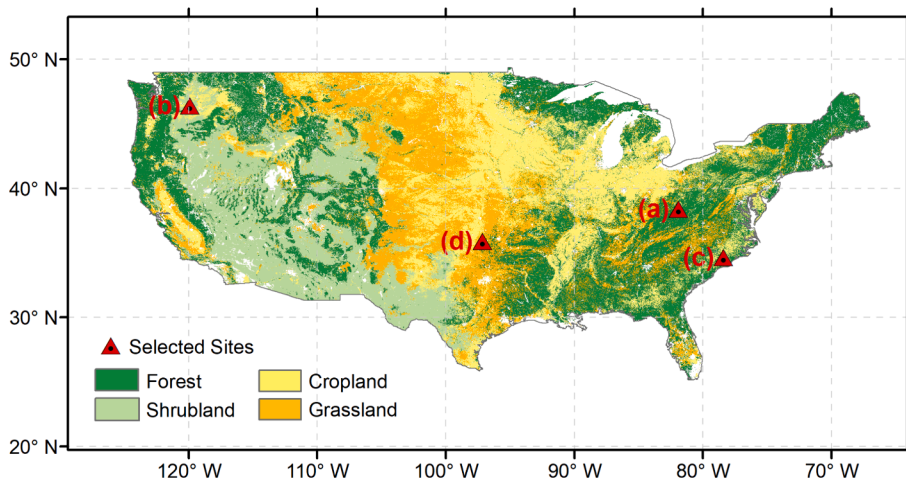 50° N
(b)
40° N
(a)
(d)
(c)
30° N
Selected Sites
Forest Cropland
Shrubland Grassland
20° N
120° W 110° W 100° W 90° W 80° W 70° W